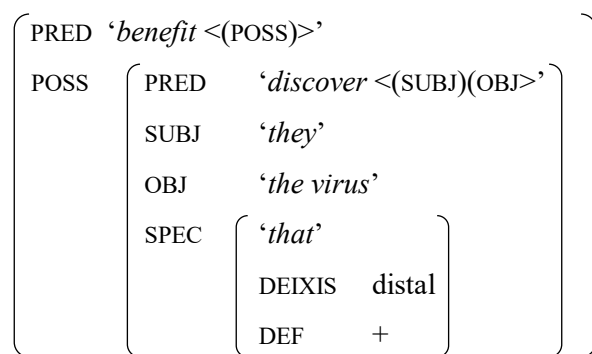 PRED ‘benefit <(POSS)>’
POSS PRED ‘discover <(SUBJ)(OBJ>’
SUBJ ‘they’
OBJ ‘the virus’
SPEC ‘that’
DEIXIS distal
DEF +